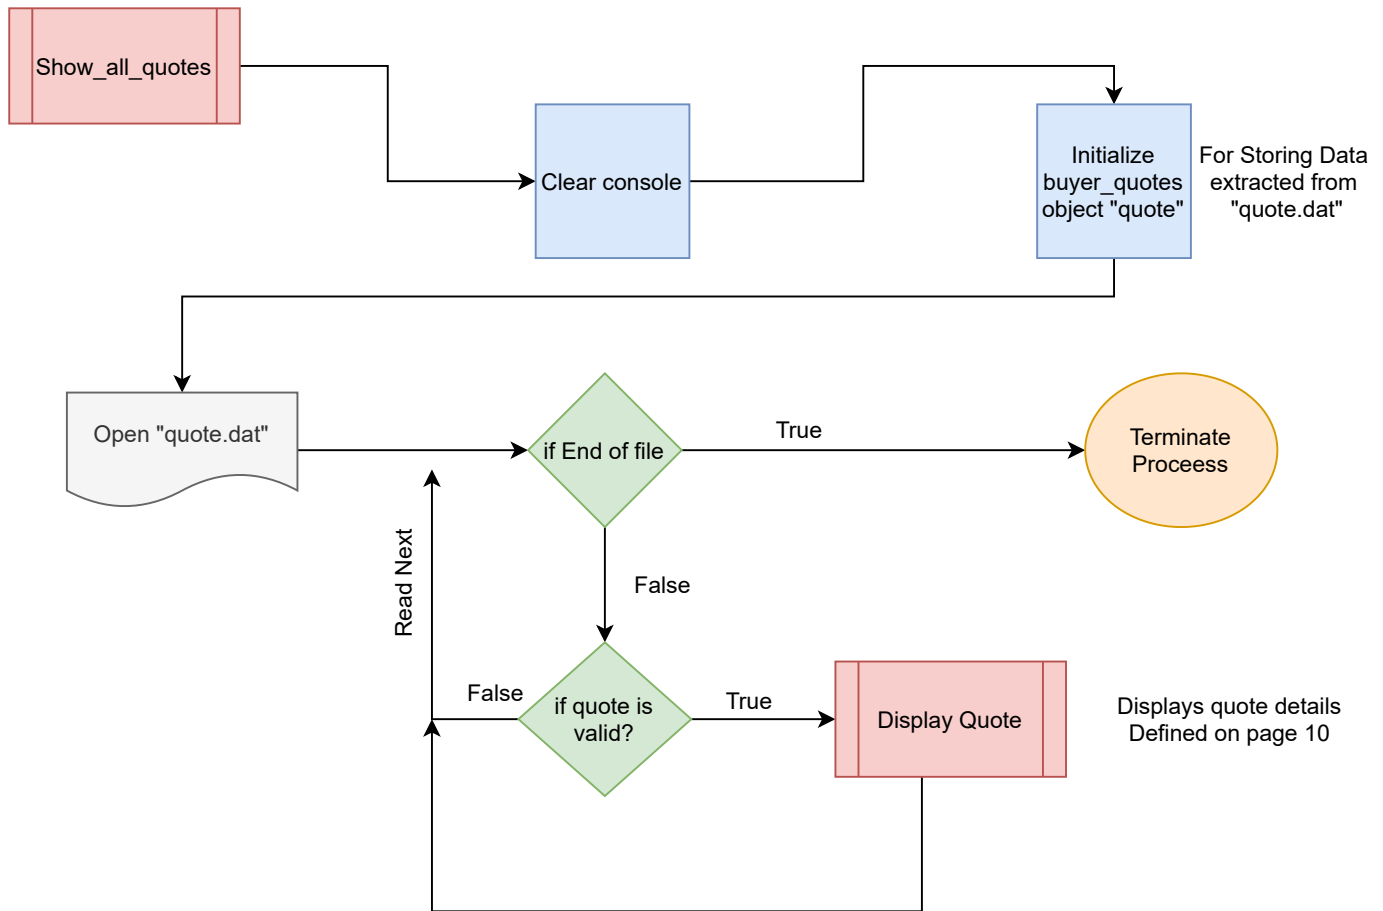 Show_all_quotes
Clear console
Initialize
buyer_quotes
object "quote"
For Storing Data
extracted from
"quote.dat"
Open "quote.dat"
if End of file
True
Terminate
Proceess
False
Read Next
False
if quote is
valid?
True
Display Quote
Displays quote details
Defined on page 10